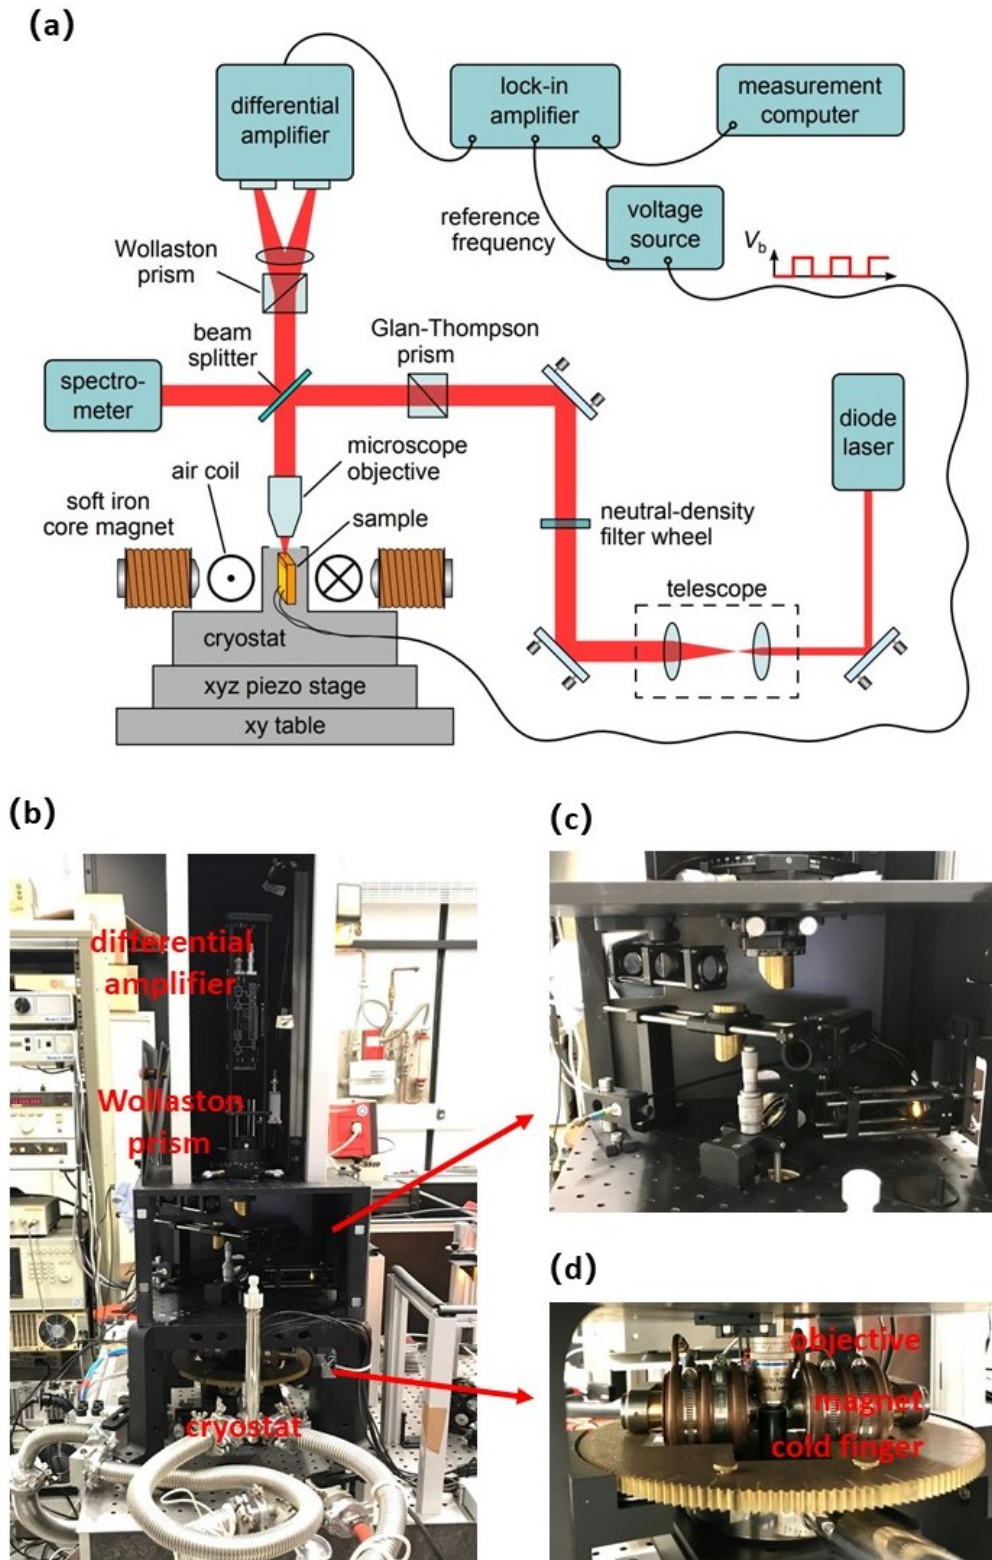 (a)
differential
amplifier
lock-in
amplifier
measurement
computer
voltage
source
reference
frequency
Vb
Wollaston
prism
beam
splitter
Glan-Thompson
prism
spectro-
meter
diode
laser
microscope
objective
air coil
soft iron
core magnet
sample
neutral-density
filter wheel
telescope
cryostat
xyz piezo stage
xy table
(b)
differential
amplifier
Wollaston
prism
cryostat
(c)
(d)
objective
magnet
cold finger